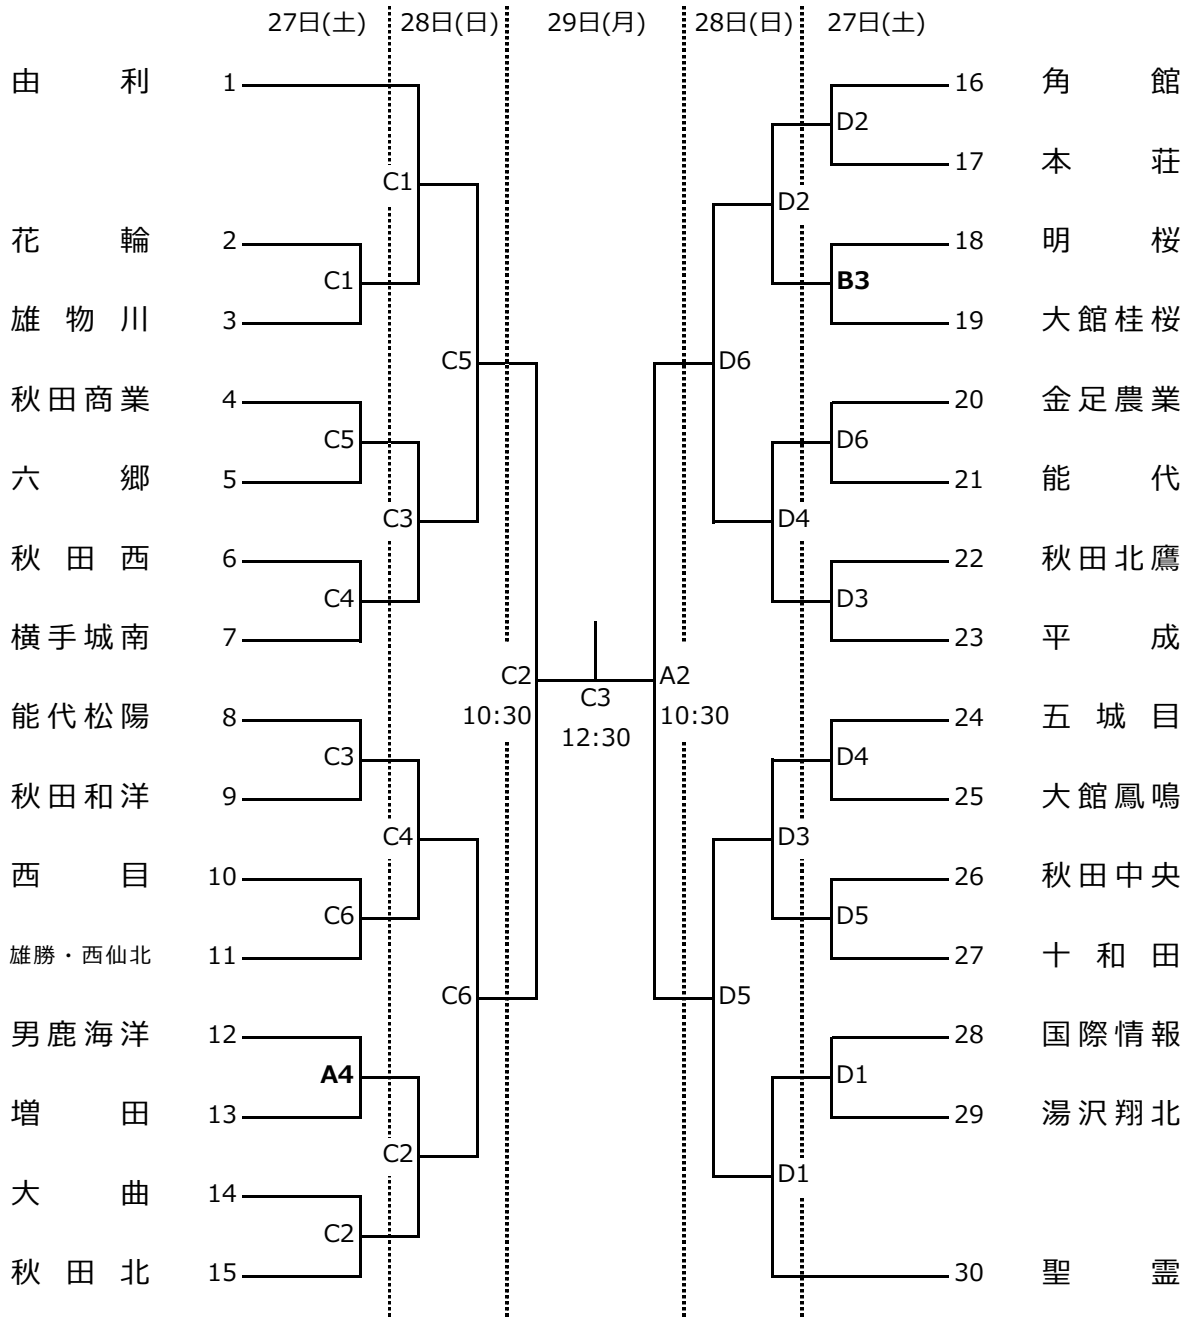 27日(土) 28日(日) 29日(月) 28日(日) 27日(土)
由利 1 16 角館
D2
17 本荘
C1 D2
花輪 2 18 明桜
C1 B3
雄物川 3 19 大館桂桜
C5 D6
秋田商業 4 20 金足農業
C5 D6
六郷 5 21 能代
C3 D4
秋田西 6 22 秋田北鷹
C4 D3
横手城南 7 23 平成
C2 C3 A2
10:30 12:30 10:30
能代松陽 8 24 五城目
C3 D4
秋田和洋 9 25 大館鳳鳴
C4 D3
西目 10 26 秋田中央
C6 D5
雄勝・西仙北 11 27 十和田
C6 D5
男鹿海洋 12 28 国際情報
A4 D1
増田 13 29 湯沢翔北
C2 D1
大曲 14
C2
秋田北 15 30 聖霊